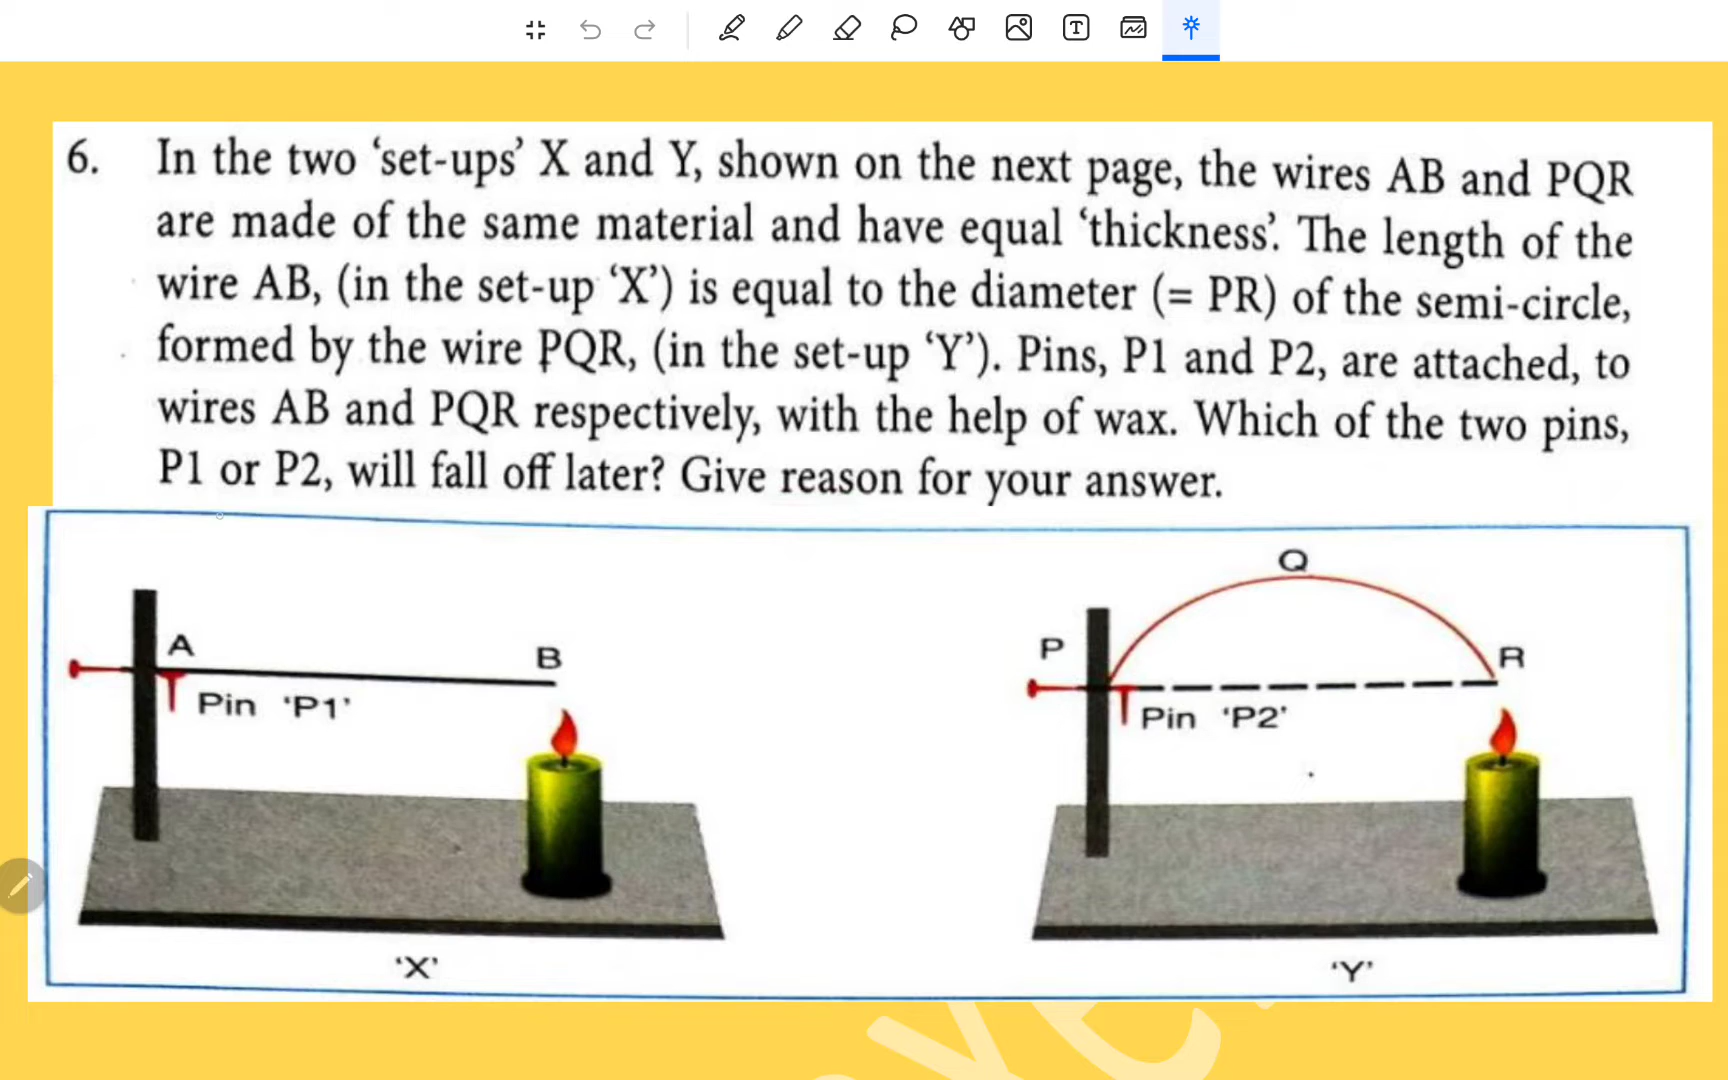 6. In the two ‘set-ups’ X and Y, shown on the next page, the wires AB and PQR
are made of the same material and have equal ‘thickness’. The length of the
wire AB, (in the set-up ‘X’) is equal to the diameter (= PR) of the semi-circle,
formed by the wire PQR, (in the set-up ‘Y’). Pins, P1 and P2, are attached, to
wires AB and PQR respectively, with the help of wax. Which of the two pins,
P1 or P2, will fall off later? Give reason for your answer.
A
B
Pin ‘P1’
‘X’
Q
P
R
Pin ‘P2’
‘Y’